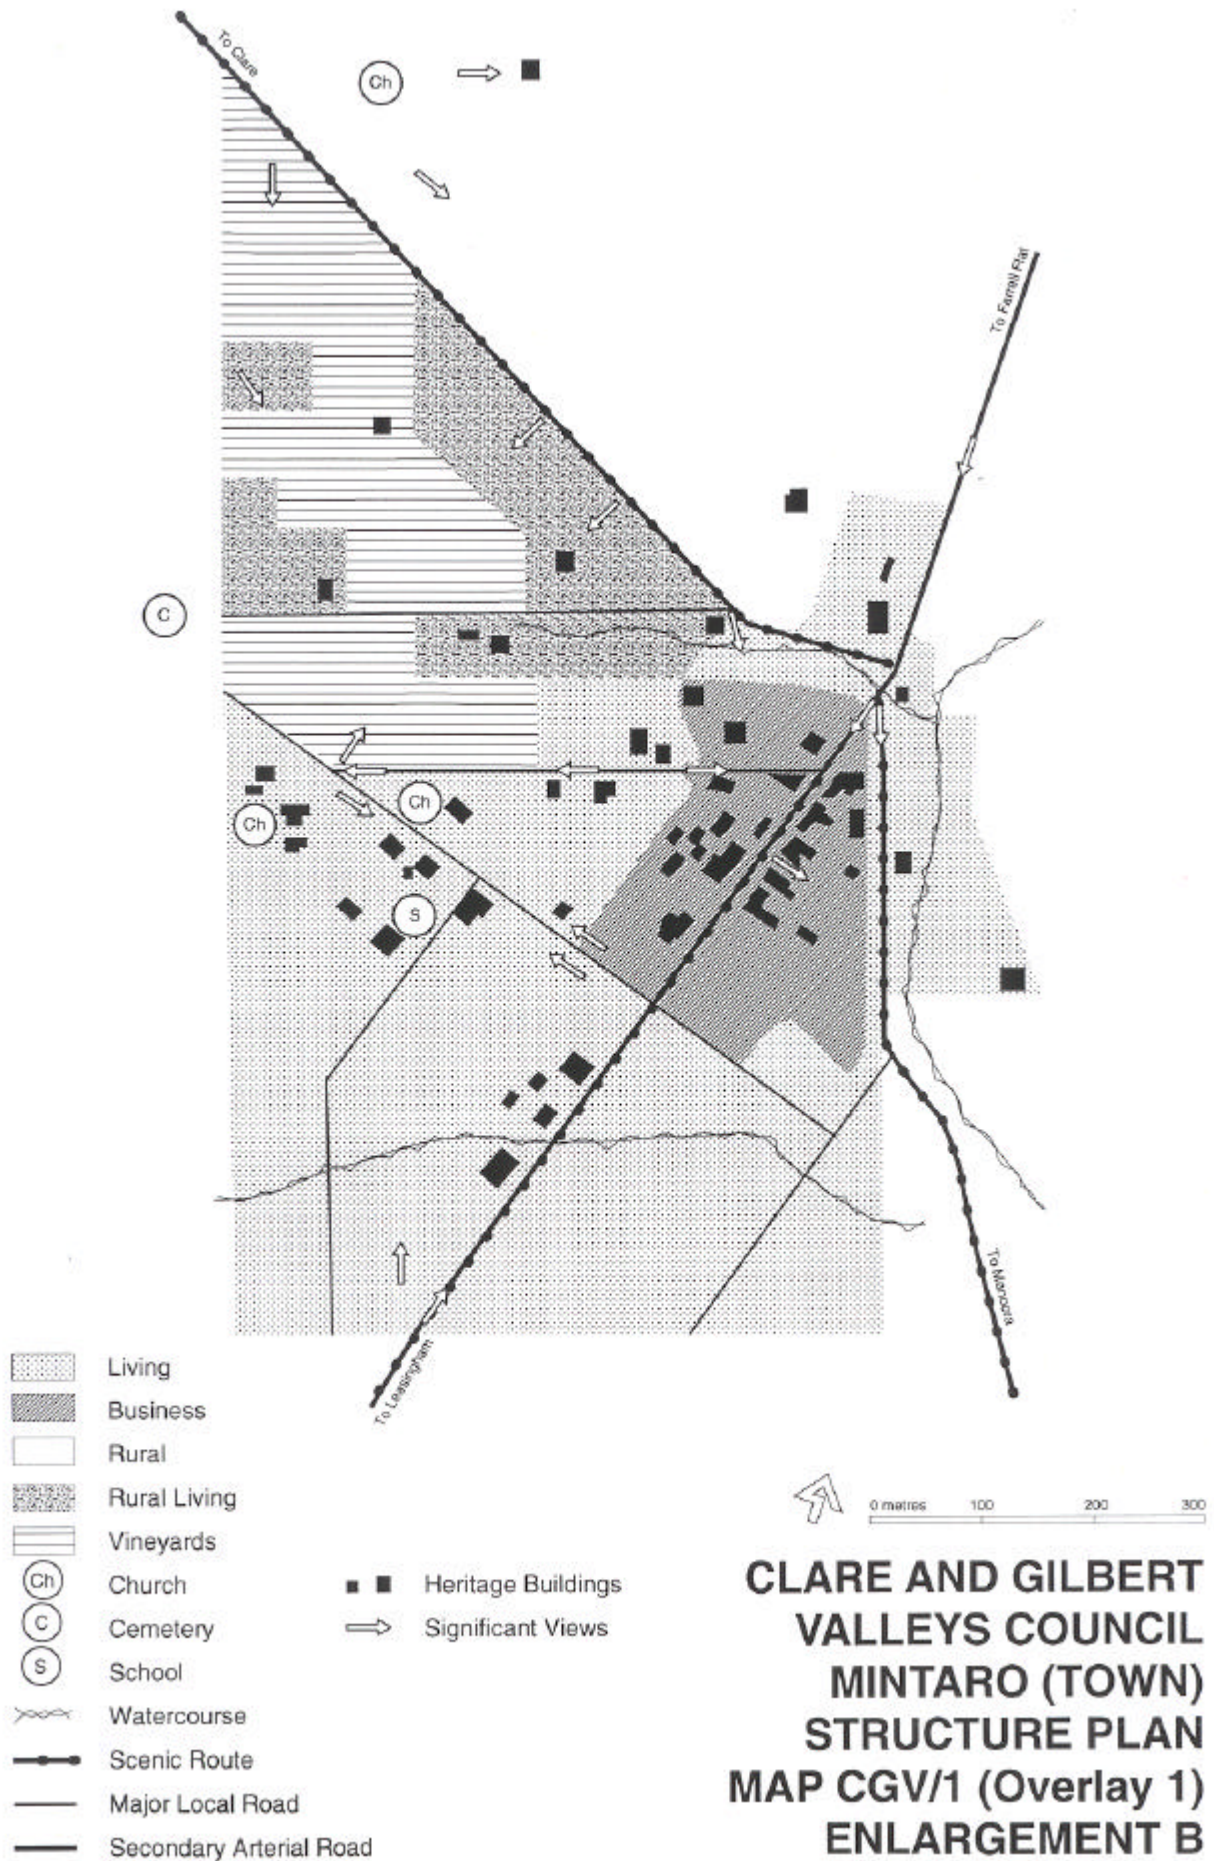 To Clare
Ch
To Farrell Flat
C
Ch
Ch
S
To Manoora
To Leasingham
Living
Business
Rural
Rural Living
Vineyards
Ch Church
C Cemetery
S School
Watercourse
Scenic Route
Major Local Road
Secondary Arterial Road
Heritage Buildings
Significant Views
0 metres 100 200 300
CLARE AND GILBERT
VALLEYS COUNCIL
MINTARO (TOWN)
STRUCTURE PLAN
MAP CGV/1 (Overlay 1)
ENLARGEMENT B